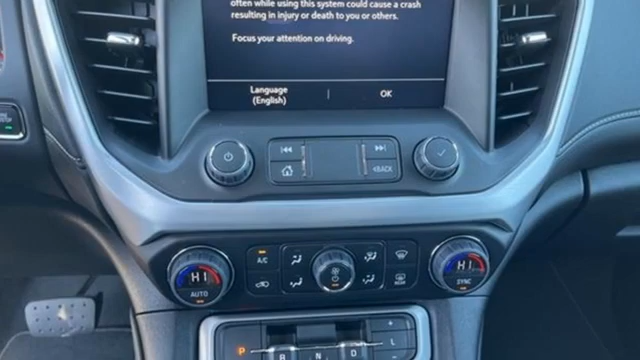 often while using this system could cause a crash
resulting in injury or death to you or others.
Focus your attention on driving.
Language
(English)
OK
BACK
A/C
HI
AUTO
HI
SYNC
P
R
N
D
+
L
-